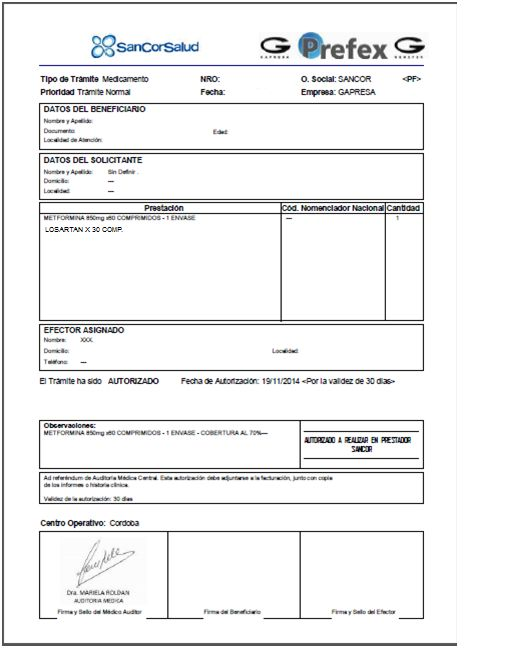 SanCorSalud
G Prefex G
GAPRESA
Tipo de Trámite Medicamento NRO: O. Social: SANCOR <PF>
Prioridad Trámite Normal Fecha: Empresa: GAPRESA
DATOS DEL BENEFICIARIO
Nombre y Apellido:
Documento Edad:
Localidad de Atención:
DATOS DEL SOLICITANTE
Nombre y Apellido: Sin Definir .
Domicilio: ---
Localidad: ---
Prestación Cód. Nomenclador Nacional Cantidad
METFORMINA 850mg x60 COMPRIMIDOS - 1 ENVASE --- 1
LOSARTAN X 30 COMP.
EFECTOR ASIGNADO
Nombre: XXX.
Domicilio: Localidad:
Teléfono: ---
El Trámite ha sido AUTORIZADO Fecha de Autorización: 19/11/2014 <Por la validez de 30 dias>
Observaciones:
METFORMINA 850mg x60 COMPRIMIDOS - 1 ENVASE - COBERTURA AL 70%---
AUTORIZADO A REALIZAR EN PRESTADOR
SANCOR
Ad referéndum de Auditoria Médica Central. Esta autorización debe adjuntarse a la facturación, junto con copia
de los informes o historia clínica.
Validez de la autorización: 30 dias
Centro Operativo: Cordoba
Dra. MARIELA ROLDAN
AUDITORIA MEDICA
Firma y Sello del Médico Auditor Firma del Beneficiario Firma y Sello del Efector